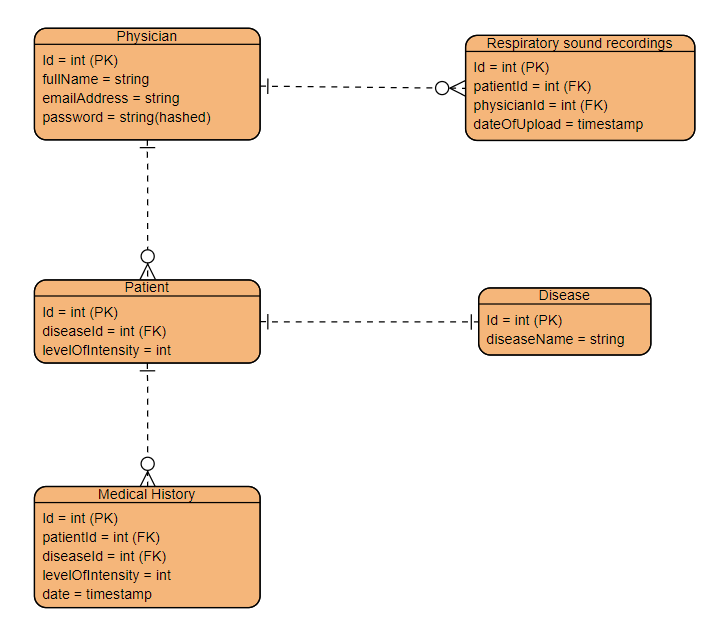 Physician
Id = int (PK)
fullName = string
emailAddress = string
password = string(hashed)
Respiratory sound recordings
Id = int (PK)
patientId = int (FK)
physicianId = int (FK)
dateOfUpload = timestamp
Patient
Id = int (PK)
diseaseId = int (FK)
levelOfIntensity = int
Disease
Id = int (PK)
diseaseName = string
Medical History
Id = int (PK)
patientId = int (FK)
diseaseId = int (FK)
levelOfIntensity = int
date = timestamp